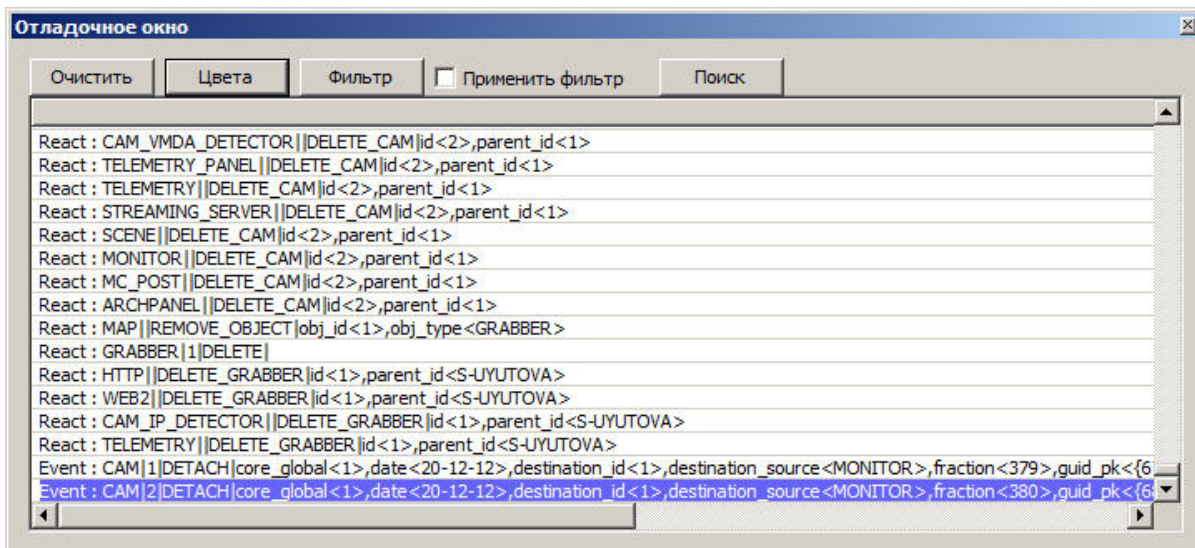 Отладочное окно
Очистить Цвета Фильтр Применить фильтр Поиск
React : CAM_VMDA_DETECTOR||DELETE_CAM|id<2>,parent_id<1>
React : TELEMETRY_PANEL||DELETE_CAM|id<2>,parent_id<1>
React : TELEMETRY||DELETE_CAM|id<2>,parent_id<1>
React : STREAMING_SERVER||DELETE_CAM|id<2>,parent_id<1>
React : SCENE||DELETE_CAM|id<2>,parent_id<1>
React : MONITOR||DELETE_CAM|id<2>,parent_id<1>
React : MC_POST||DELETE_CAM|id<2>,parent_id<1>
React : ARCHPANEL||DELETE_CAM|id<2>,parent_id<1>
React : MAP||REMOVE_OBJECT|obj_id<1>,obj_type<GRABBER>
React : GRABBER|1|DELETE|
React : HTTP||DELETE_GRABBER|id<1>,parent_id<S-UYUTOVA>
React : WEB2||DELETE_GRABBER|id<1>,parent_id<S-UYUTOVA>
React : CAM_IP_DETECTOR||DELETE_GRABBER|id<1>,parent_id<S-UYUTOVA>
React : TELEMETRY||DELETE_GRABBER|id<1>,parent_id<S-UYUTOVA>
Event : CAM|1|DETACH|core_global<1>,date<20-12-12>,destination_id<1>,destination_source<MONITOR>,fraction<379>,guid_pk<{6
Event : CAM|2|DETACH|core_global<1>,date<20-12-12>,destination_id<1>,destination_source<MONITOR>,fraction<380>,guid_pk<{6